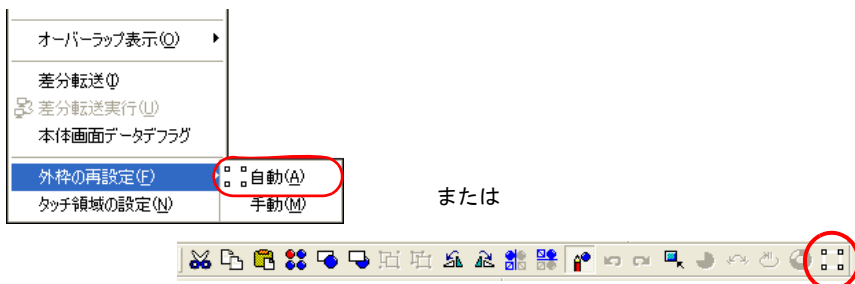 オーバーラップ表示(O)
差分転送(I)
差分転送実行(U)
本体画面データデフラグ
外枠の再設定(F)
自動(A)
タッチ領域の設定(N)
手動(M)
または